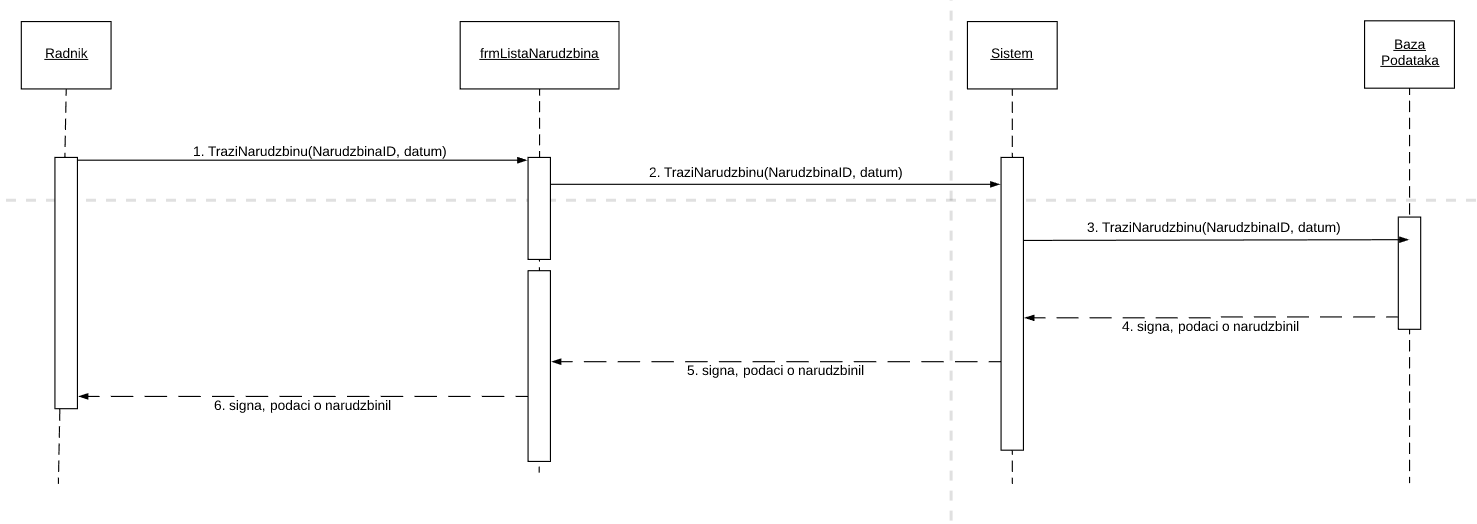 Radnik
frmListaNarudzbina
Sistem
Baza
Podataka
1. TraziNarudzbinu(NarudzbinaID, datum)
2. TraziNarudzbinu(NarudzbinaID, datum)
3. TraziNarudzbinu(NarudzbinaID, datum)
4. signa, podaci o narudzbinil
5. signa, podaci o narudzbinil
6. signa, podaci o narudzbinil